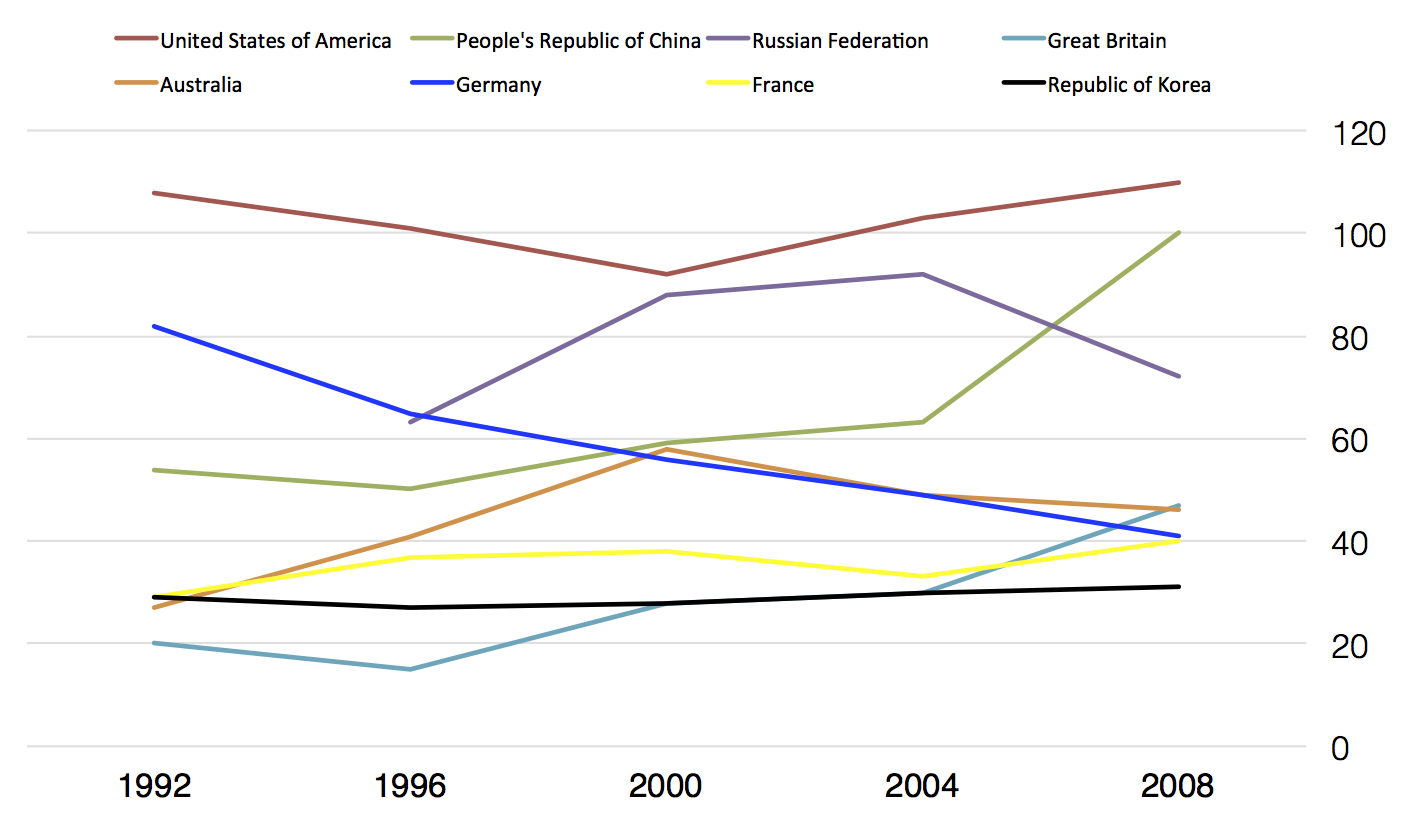 United States of America People's Republic of China Russian Federation Great Britain
Australia Germany France Republic of Korea
120
100
80
60
40
20
0
1992 1996 2000 2004 2008